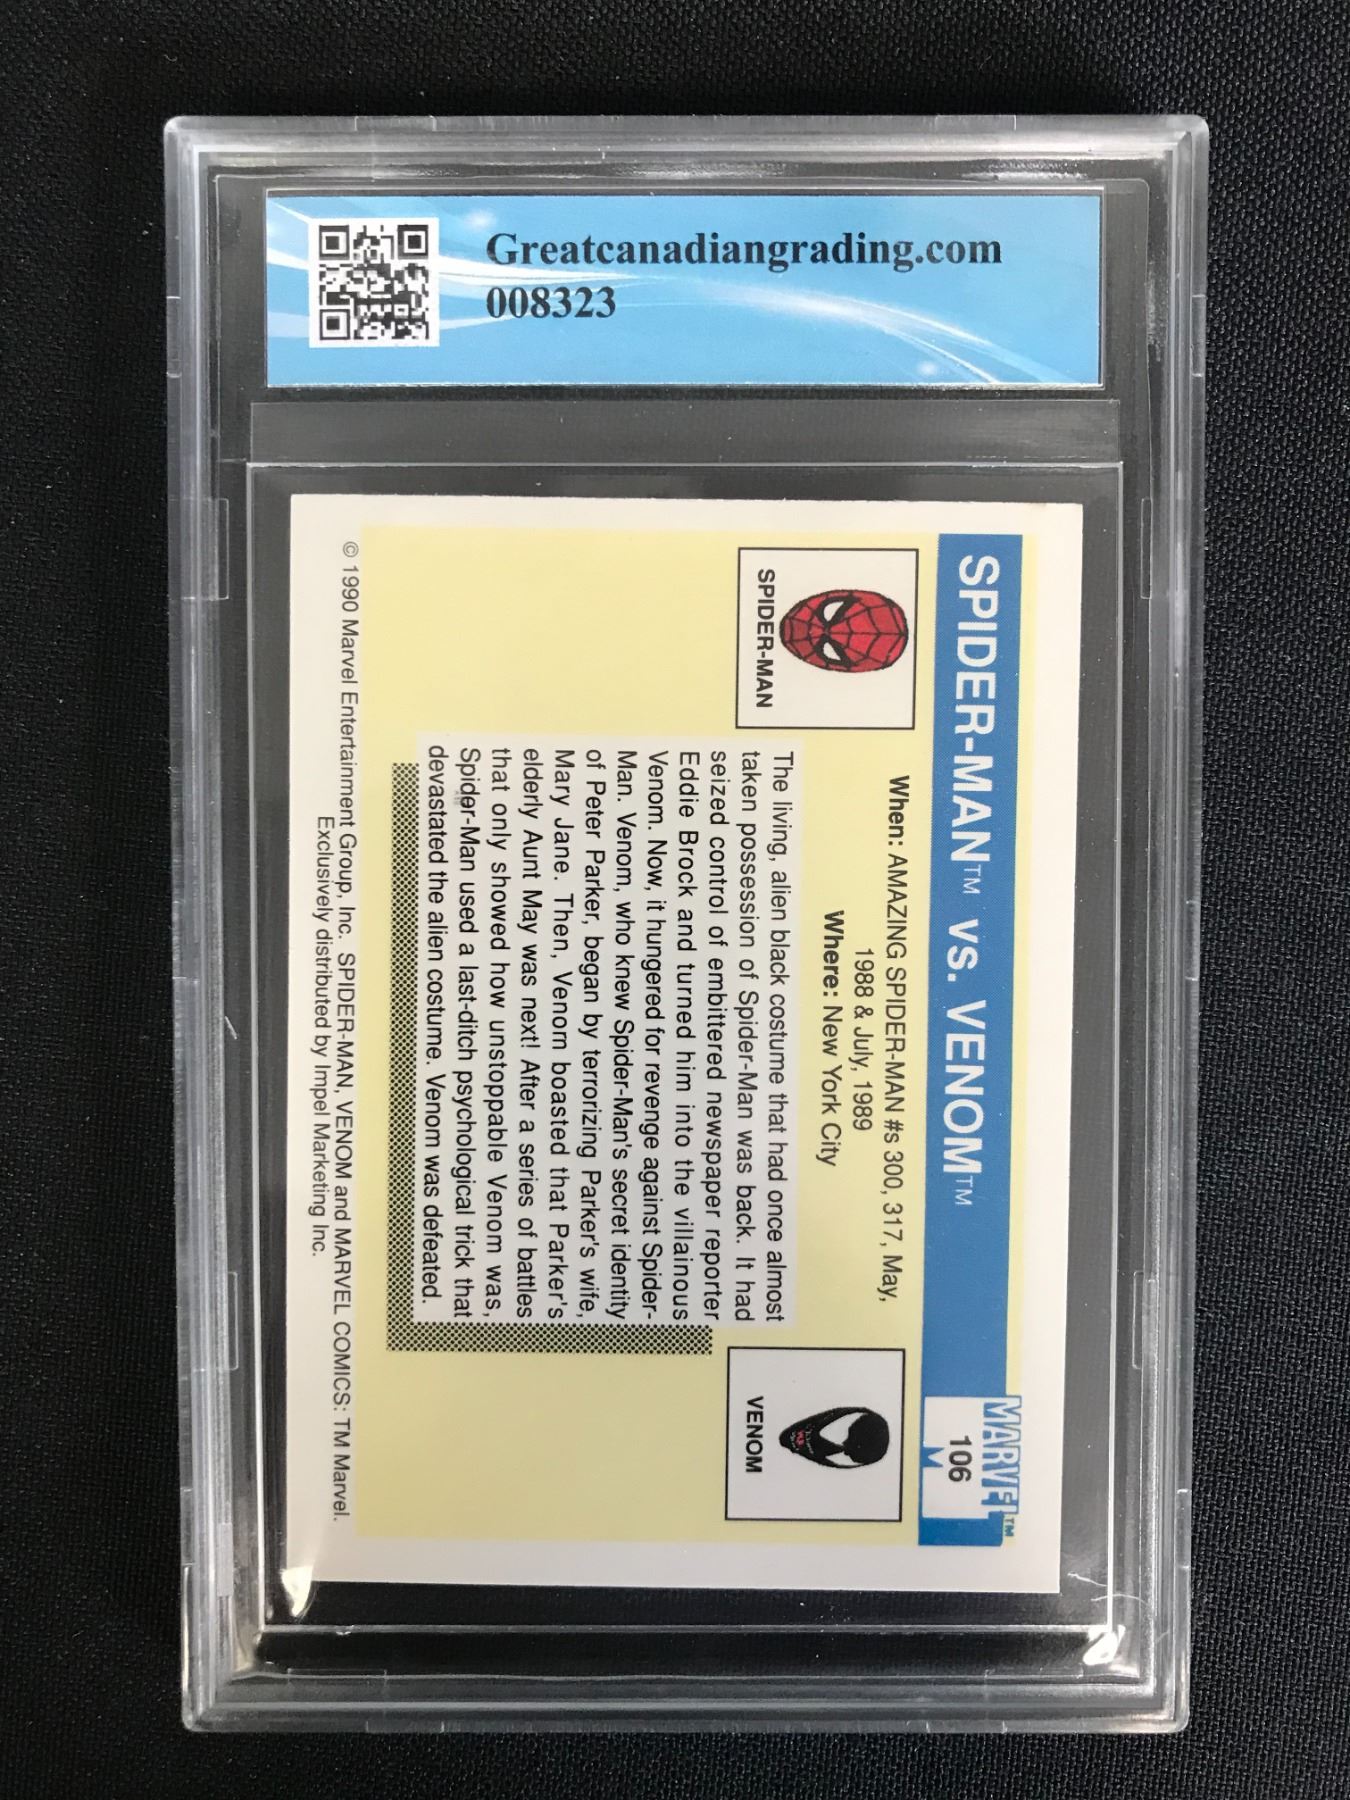 Greatcanadiangrading.com
008323
SPIDER-MAN™ vs. VENOM™
MARVEL™
106
M
When: AMAZING SPIDER-MAN #s 300, 317, May,
1988 & July, 1989
Where: New York City
SPIDER-MAN
VENOM
The living, alien black costume that had once almost
taken possession of Spider-Man was back. It had
seized control of embittered newspaper reporter
Eddie Brock and turned him into the villainous
Venom. Now, it hungered for revenge against Spider-
Man. Venom, who knew Spider-Man's secret identity
of Peter Parker, began by terrorizing Parker's wife,
Mary Jane. Then, Venom boasted that Parker's
elderly Aunt May was next! After a series of battles
that only showed how unstoppable Venom was,
Spider-Man used a last-ditch psychological trick that
devastated the alien costume. Venom was defeated.
© 1990 Marvel Entertainment Group, Inc. SPIDER-MAN, VENOM and MARVEL COMICS: TM Marvel.
Exclusively distributed by Impel Marketing Inc.